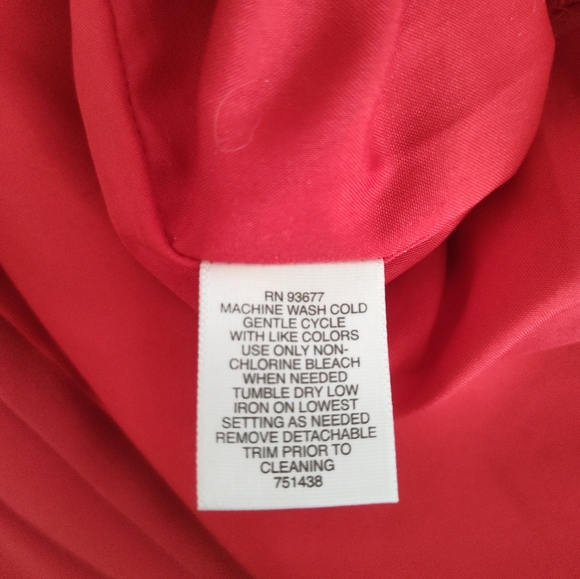 RN 93677
MACHINE WASH COLD
GENTLE CYCLE
WITH LIKE COLORS
USE ONLY NON-
CHLORINE BLEACH
WHEN NEEDED
TUMBLE DRY LOW
IRON ON LOWEST
SETTING AS NEEDED
REMOVE DETACHABLE
TRIM PRIOR TO
CLEANING
751438